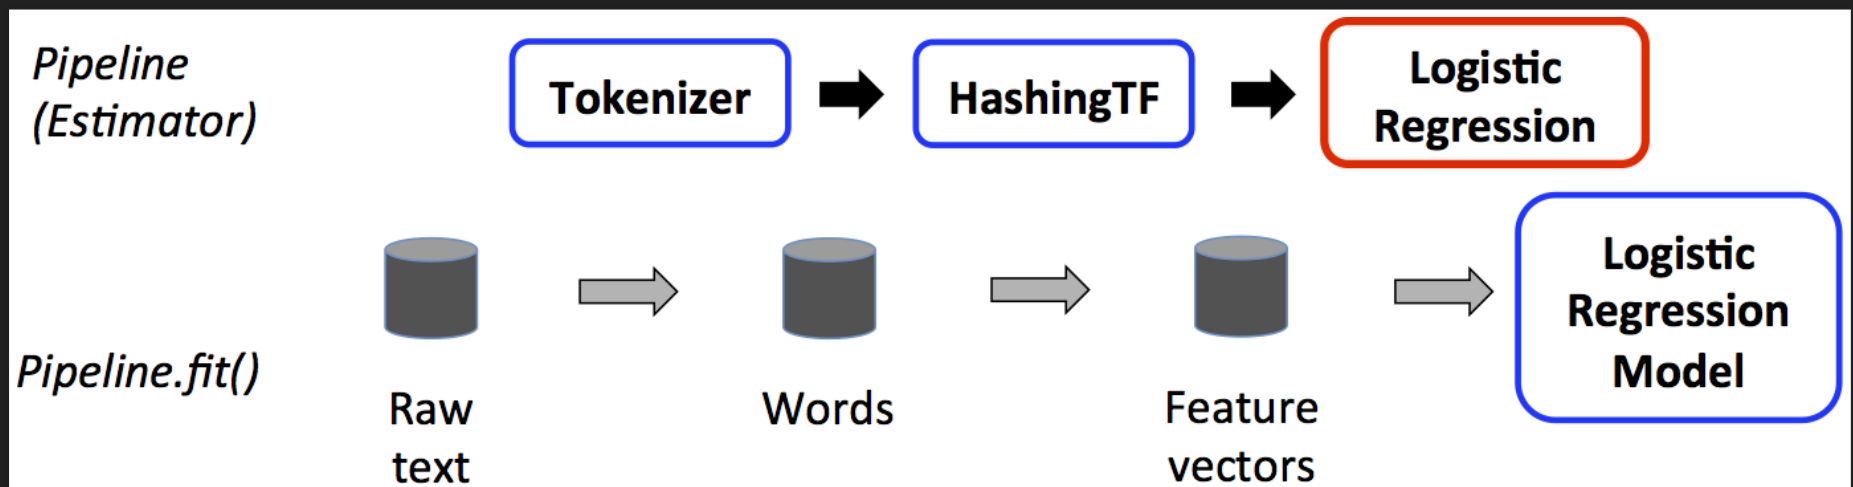 Pipeline
(Estimator)
Tokenizer
HashingTF
Logistic
Regression
Pipeline.fit()
Raw
text
Words
Feature
vectors
Logistic
Regression
Model